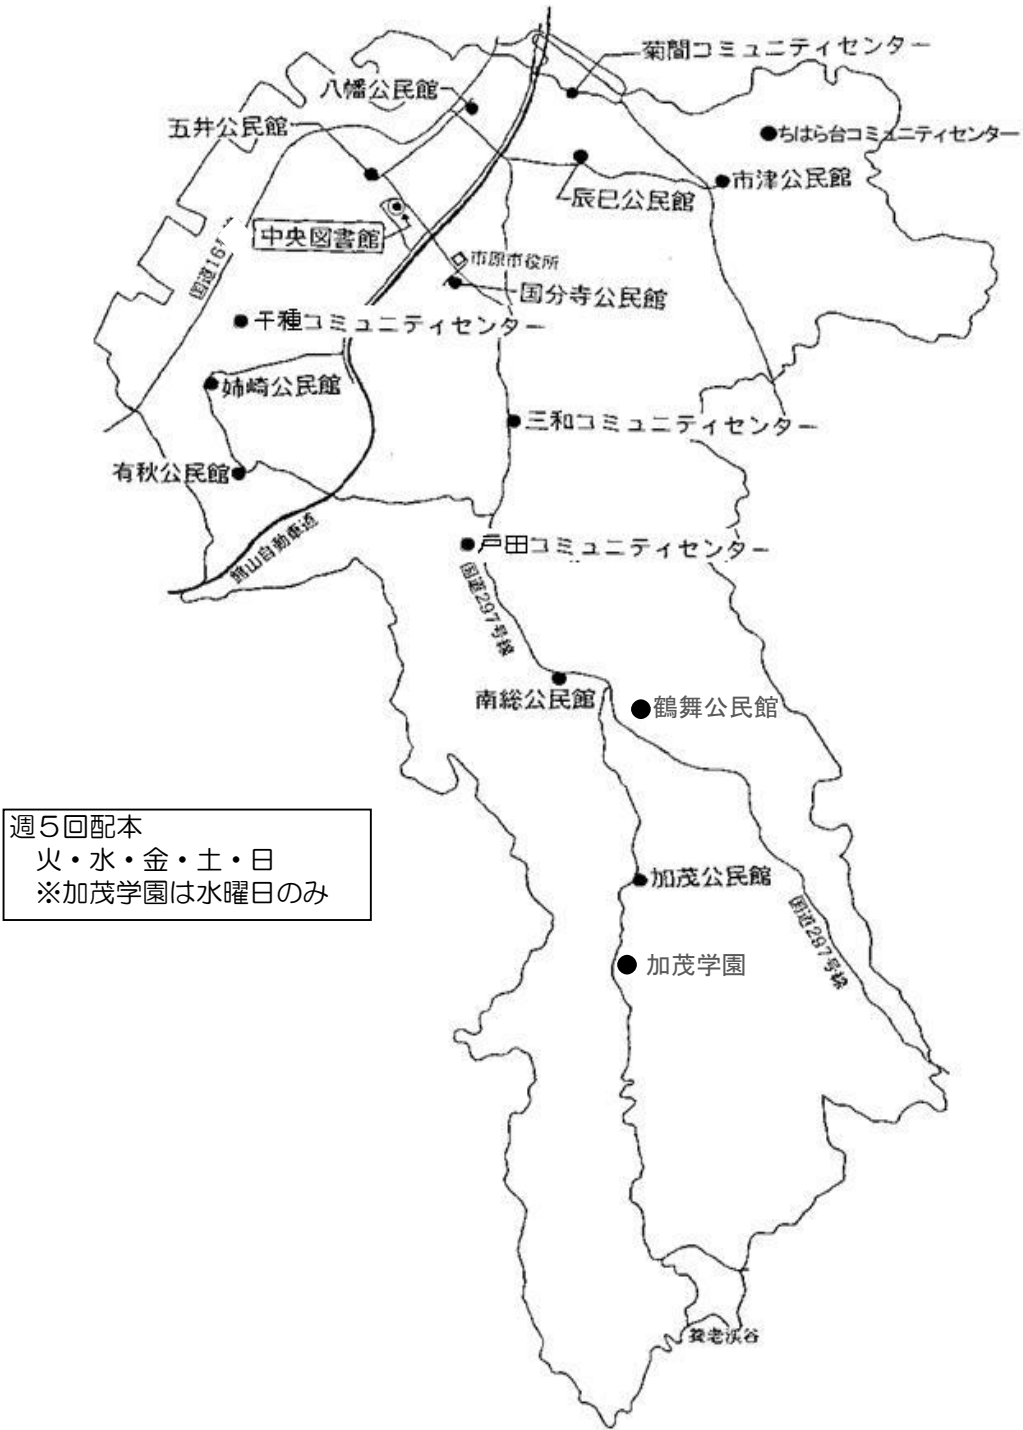 菊間コミュニティセンター
八幡公民館
五井公民館
ちはら台コミュニティセンター
市津公民館
辰巳公民館
中央図書館
市原市役所
国道16号
国分寺公民館
千種コミュニティセンター
姉崎公民館
三和コミュニティセンター
有秋公民館
館山自動車道
戸田コミュニティセンター
国道297号線
南総公民館
鶴舞公民館
週5回配本
火・水・金・土・日
※加茂学園は水曜日のみ
加茂公民館
国道297号線
加茂学園
養老渓谷